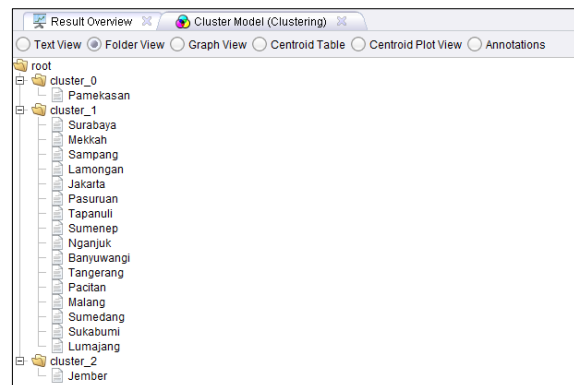 Result Overview Cluster Model (Clustering)
Text View Folder View Graph View Centroid Table Centroid Plot View Annotations
root
cluster_0
Pamekasan
cluster_1
Surabaya
Mekkah
Sampang
Lamongan
Jakarta
Pasuruan
Tapanuli
Sumenep
Nganjuk
Banyuwangi
Tangerang
Pacitan
Malang
Sumedang
Sukabumi
Lumajang
cluster_2
Jember